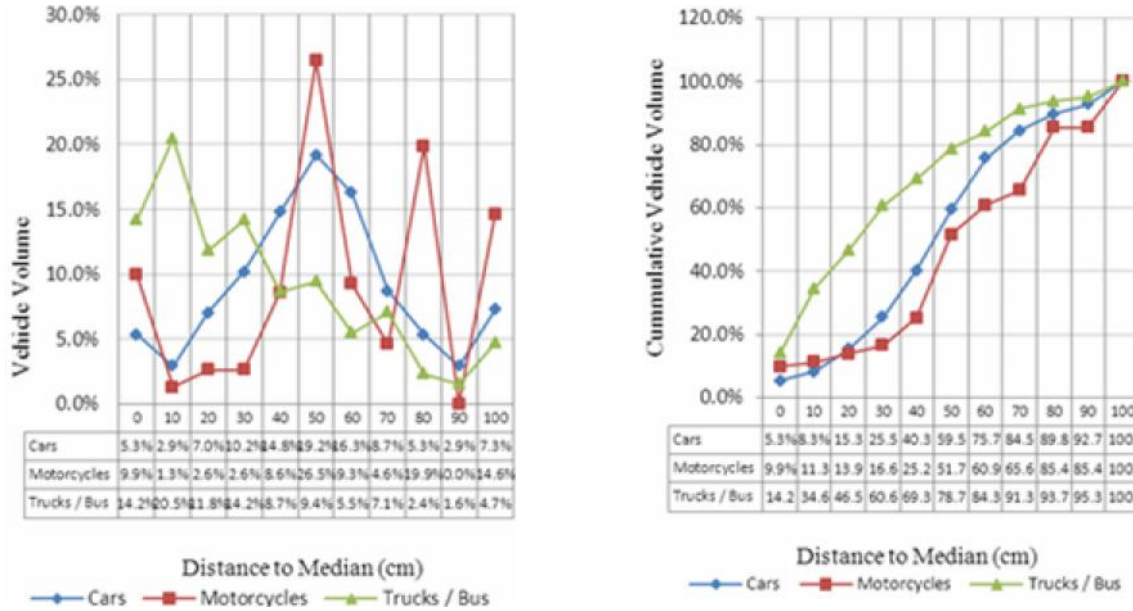 30.0%
25.0%
20.0%
15.0%
10.0%
5.0%
0.0%
Vehicle Volume
0 10 20 30 40 50 60 70 80 90 100
Cars 5.3% 2.9% 7.0% 10.2% 14.8% 19.2% 16.3% 8.7% 5.3% 2.9% 7.3%
Motorcycles 9.9% 1.3% 2.6% 2.6% 8.6% 26.5% 9.3% 4.6% 19.9% 0.0% 14.6%
Trucks / Bus 14.2% 20.5% 11.8% 14.2% 8.7% 9.4% 5.5% 7.1% 2.4% 1.6% 4.7%
Distance to Median (cm)
Cars Motorcycles Trucks / Bus
120.0%
100.0%
80.0%
60.0%
40.0%
20.0%
0.0%
Cummulative Vehicle Volume
0 10 20 30 40 50 60 70 80 90 100
Cars 5.3% 8.3% 15.3 25.5 40.3 59.5 75.7 84.5 89.8 92.7 100
Motorcycles 9.9% 11.3 13.9 16.6 25.2 51.7 60.9 65.6 85.4 85.4 100
Trucks / Bus 14.2 34.6 46.5 60.6 69.3 78.7 84.3 91.3 93.7 95.3 100
Distance to Median (cm)
Cars Motorcycles Trucks / Bus